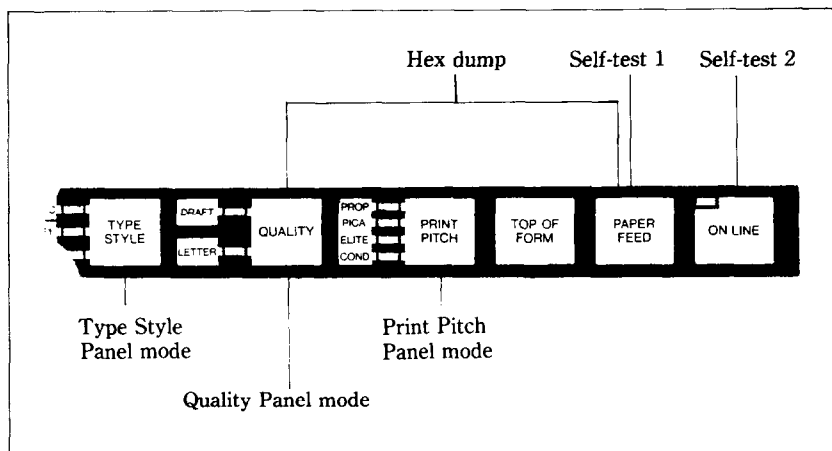 Hex dump Self-test 1 Self-test 2
TYPE STYLE
DRAFT
LETTER
QUALITY
PROP
PICA
ELITE
COND
PRINT PITCH
TOP OF FORM
PAPER FEED
ON LINE
Type Style
Panel mode
Print Pitch
Panel mode
Quality Panel mode